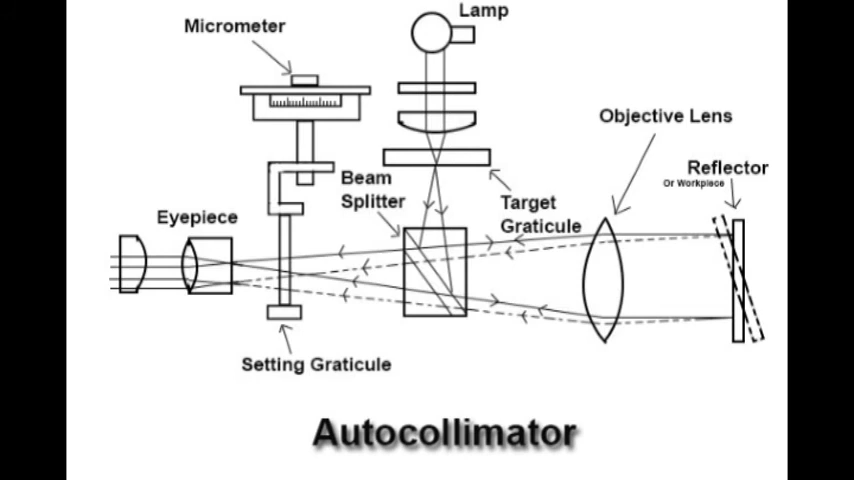 Lamp
Micrometer
Objective Lens
Reflector
Or Workpiece
Beam
Splitter
Target
Graticule
Eyepiece
Setting Graticule
Autocollimator